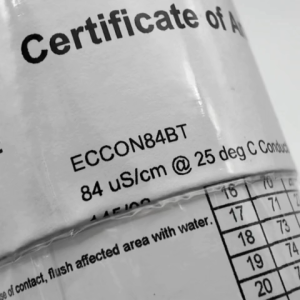 Certificate of
ECCON84BT
84 uS/cm @ 25 deg C
of contact, flush affected area with water.
16 70
17 71
18 73
19 74
20